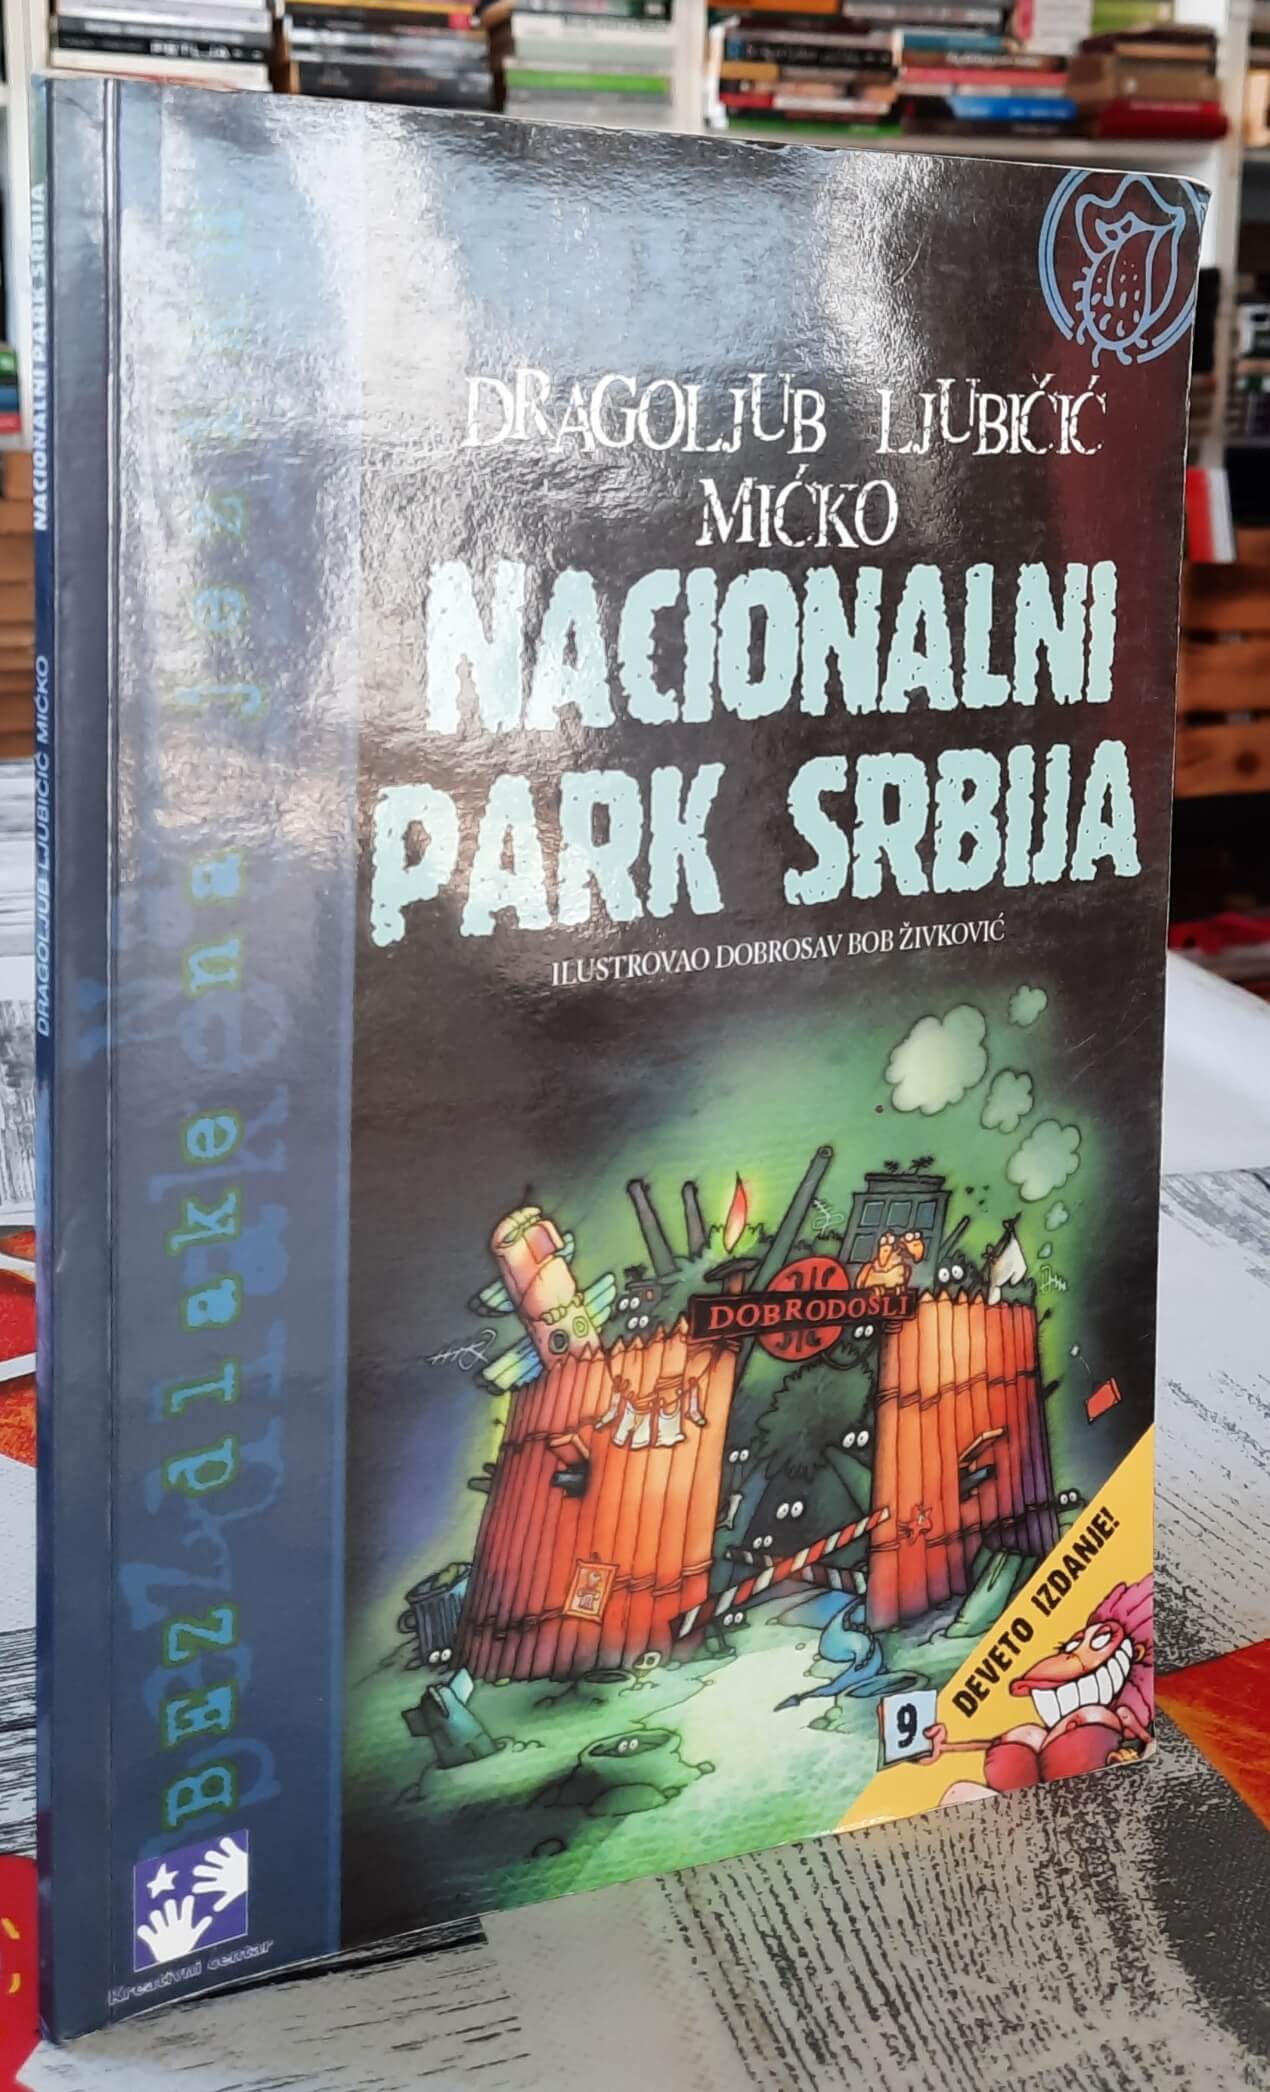 NACIONALNI PARK SRBIJA
DRAGOLJUB LJUBIČIĆ MIĆKO
BEZ dlake na jeziku
DRAGOLJUB LJUBIČIĆ
MIĆKO
NACIONALNI
PARK SRBIJA
ILUSTROVAO DOBROSAV BOB ŽIVKOVIĆ
DOBRODOŠLI
DEVETO IZDANJE!
9
Kreativni centar